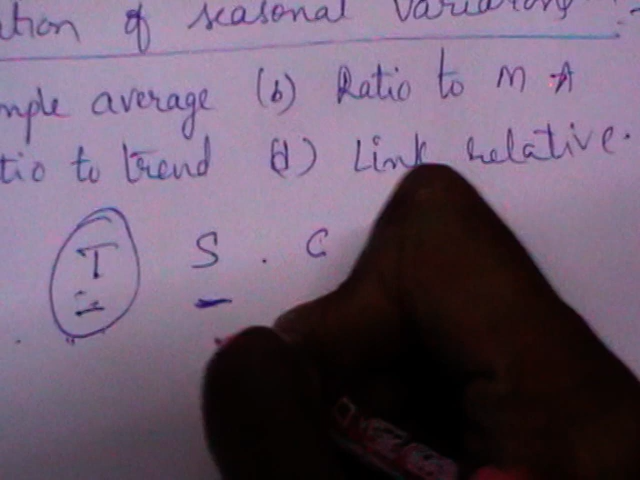 ation of seasonal variations :-
mple average (b) Ratio to M A
tio to trend (d) Link relative.
T S . C